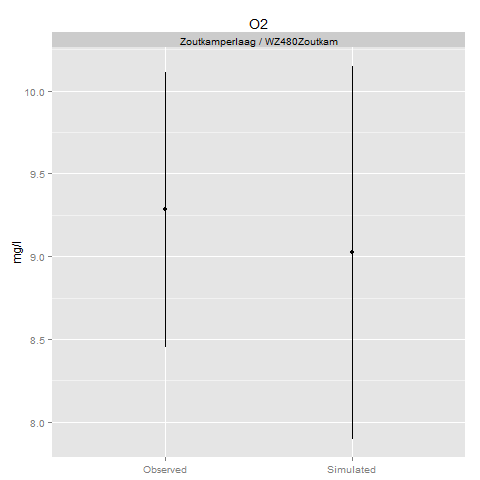 O2
Zoutkamperlaag / WZ480Zoutkam
10.0
9.5
9.0
8.5
8.0
mg/l
Observed
Simulated